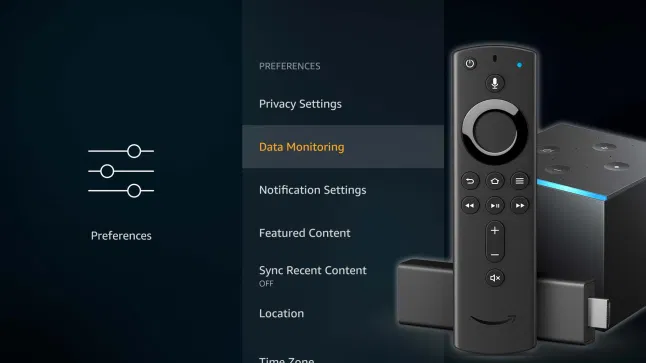 PREFERENCES
Privacy Settings
Data Monitoring
Notification Settings
Featured Content
Sync Recent Content
OFF
Location
Time Zone
Preferences